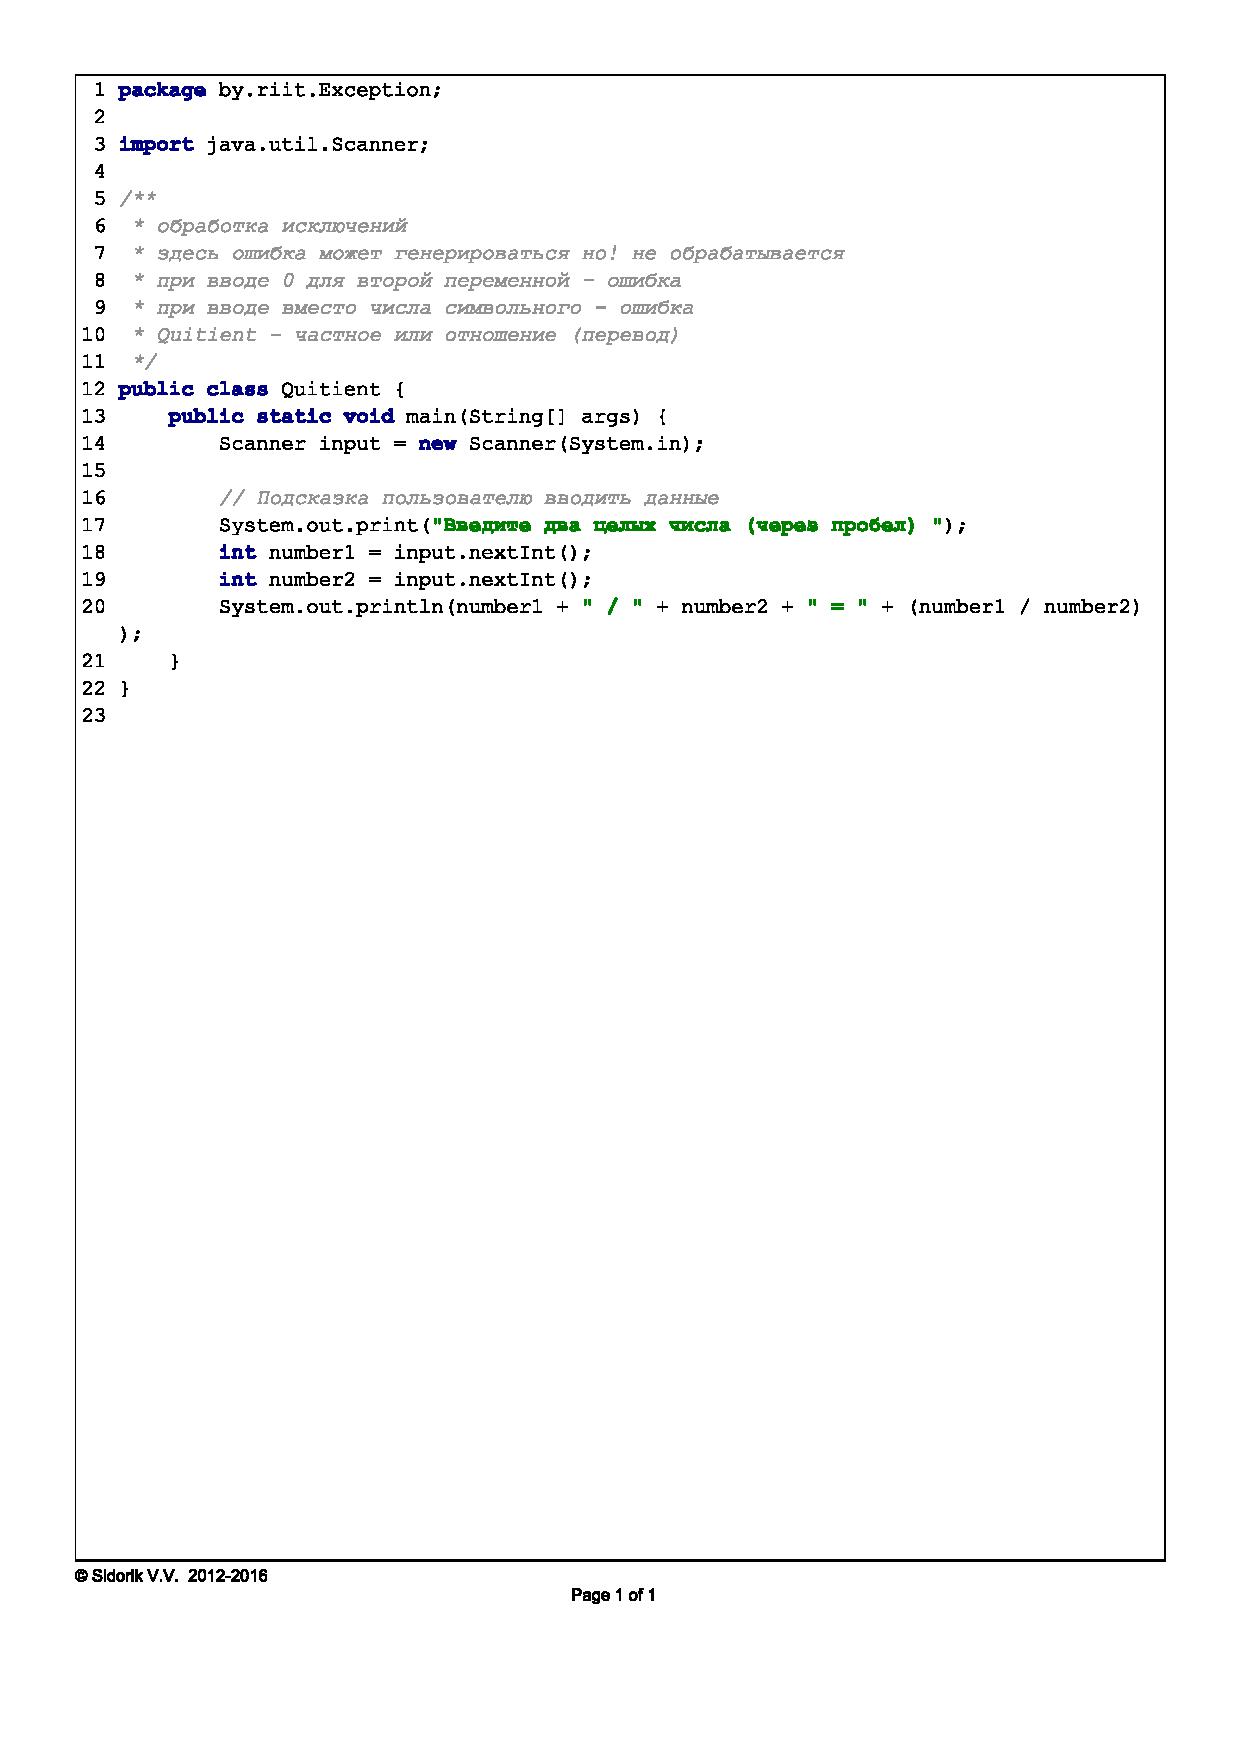 1 package by.riit.Exception;
2
3 import java.util.Scanner;
4
5 /**
6  * обработка исключений
7  * здесь ошибка может генерироваться но! не обрабатывается
8  * при вводе 0 для второй переменной - ошибка
9  * при вводе вместо числа символьного - ошибка
10  * Quitient - частное или отношение (перевод)
11  */
12 public class Quitient {
13     public static void main(String[] args) {
14         Scanner input = new Scanner(System.in);
15
16         // Подсказка пользователю вводить данные
17         System.out.print("Введите два целых числа (через пробел) ");
18         int number1 = input.nextInt();
19         int number2 = input.nextInt();
20         System.out.println(number1 + " / " + number2 + " = " + (number1 / number2)
);
21     }
22 }
23
© Sidorik V.V. 2012-2016
Page 1 of 1